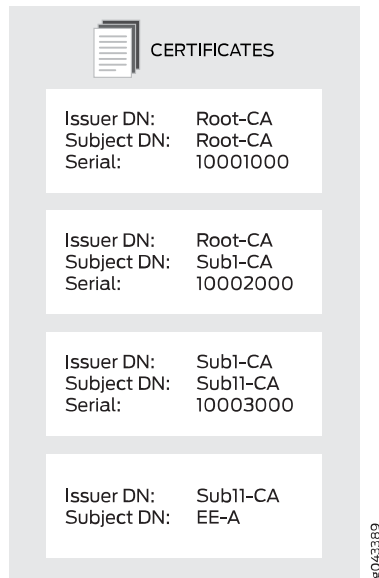 CERTIFICATES
Issuer DN: Root-CA
Subject DN: Root-CA
Serial: 10001000
Issuer DN: Root-CA
Subject DN: Sub1-CA
Serial: 10002000
Issuer DN: Sub1-CA
Subject DN: Sub11-CA
Serial: 10003000
Issuer DN: Sub11-CA
Subject DN: EE-A
g043389